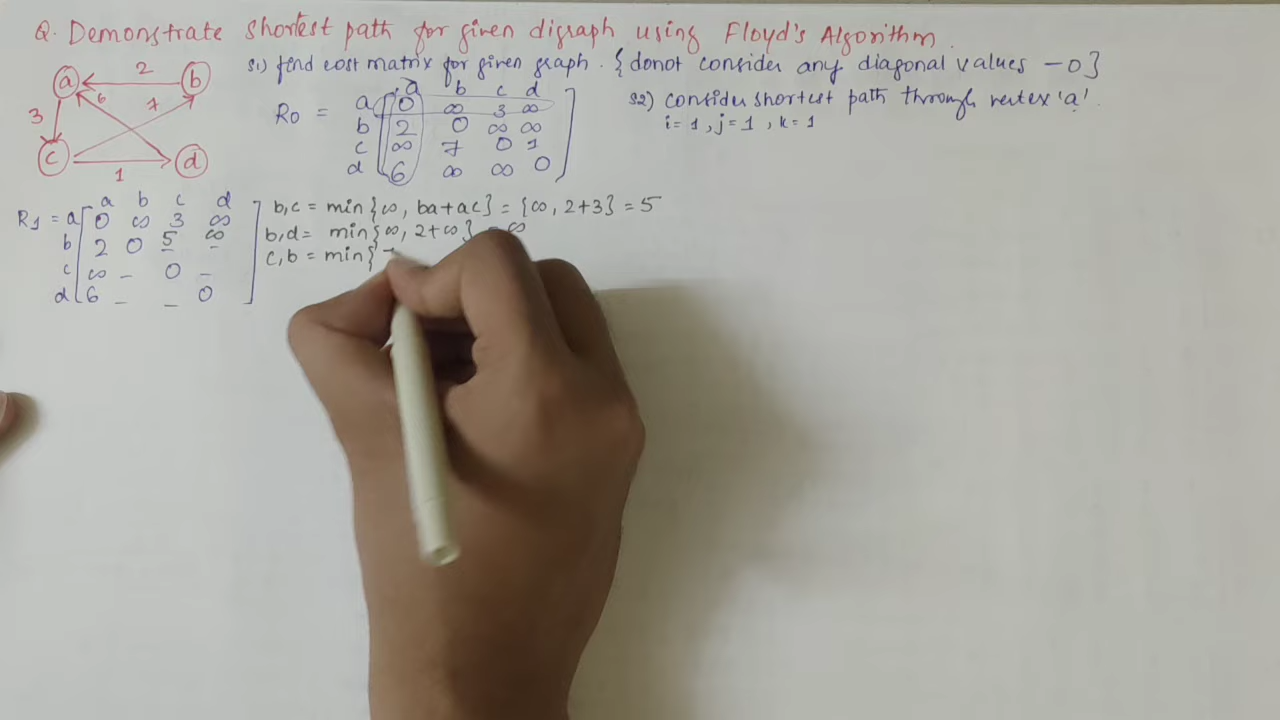 Q. Demonstrate shortest path for given digraph using Floyd's Algorithm.
S1) find cost matrix for given graph. {donot consider any diagonal values - 0}
a 2 b
3 6 7
c 1 d
a b c d
R0 = a 0 ∞ 3 ∞
b 2 0 ∞ ∞
c ∞ 7 0 1
d 6 ∞ ∞ 0
S2) consider shortest path through vertex 'a'.
i=1, j=1, k=1
a b c d
R1 = a 0 ∞ 3 ∞
b 2 0 5 ∞
c ∞ - 0 -
d 6 - - 0
b,c = min{∞, ba+ac} = {∞, 2+3} = 5
b,d = min{∞, 2+∞} = ∞
c,b = min{